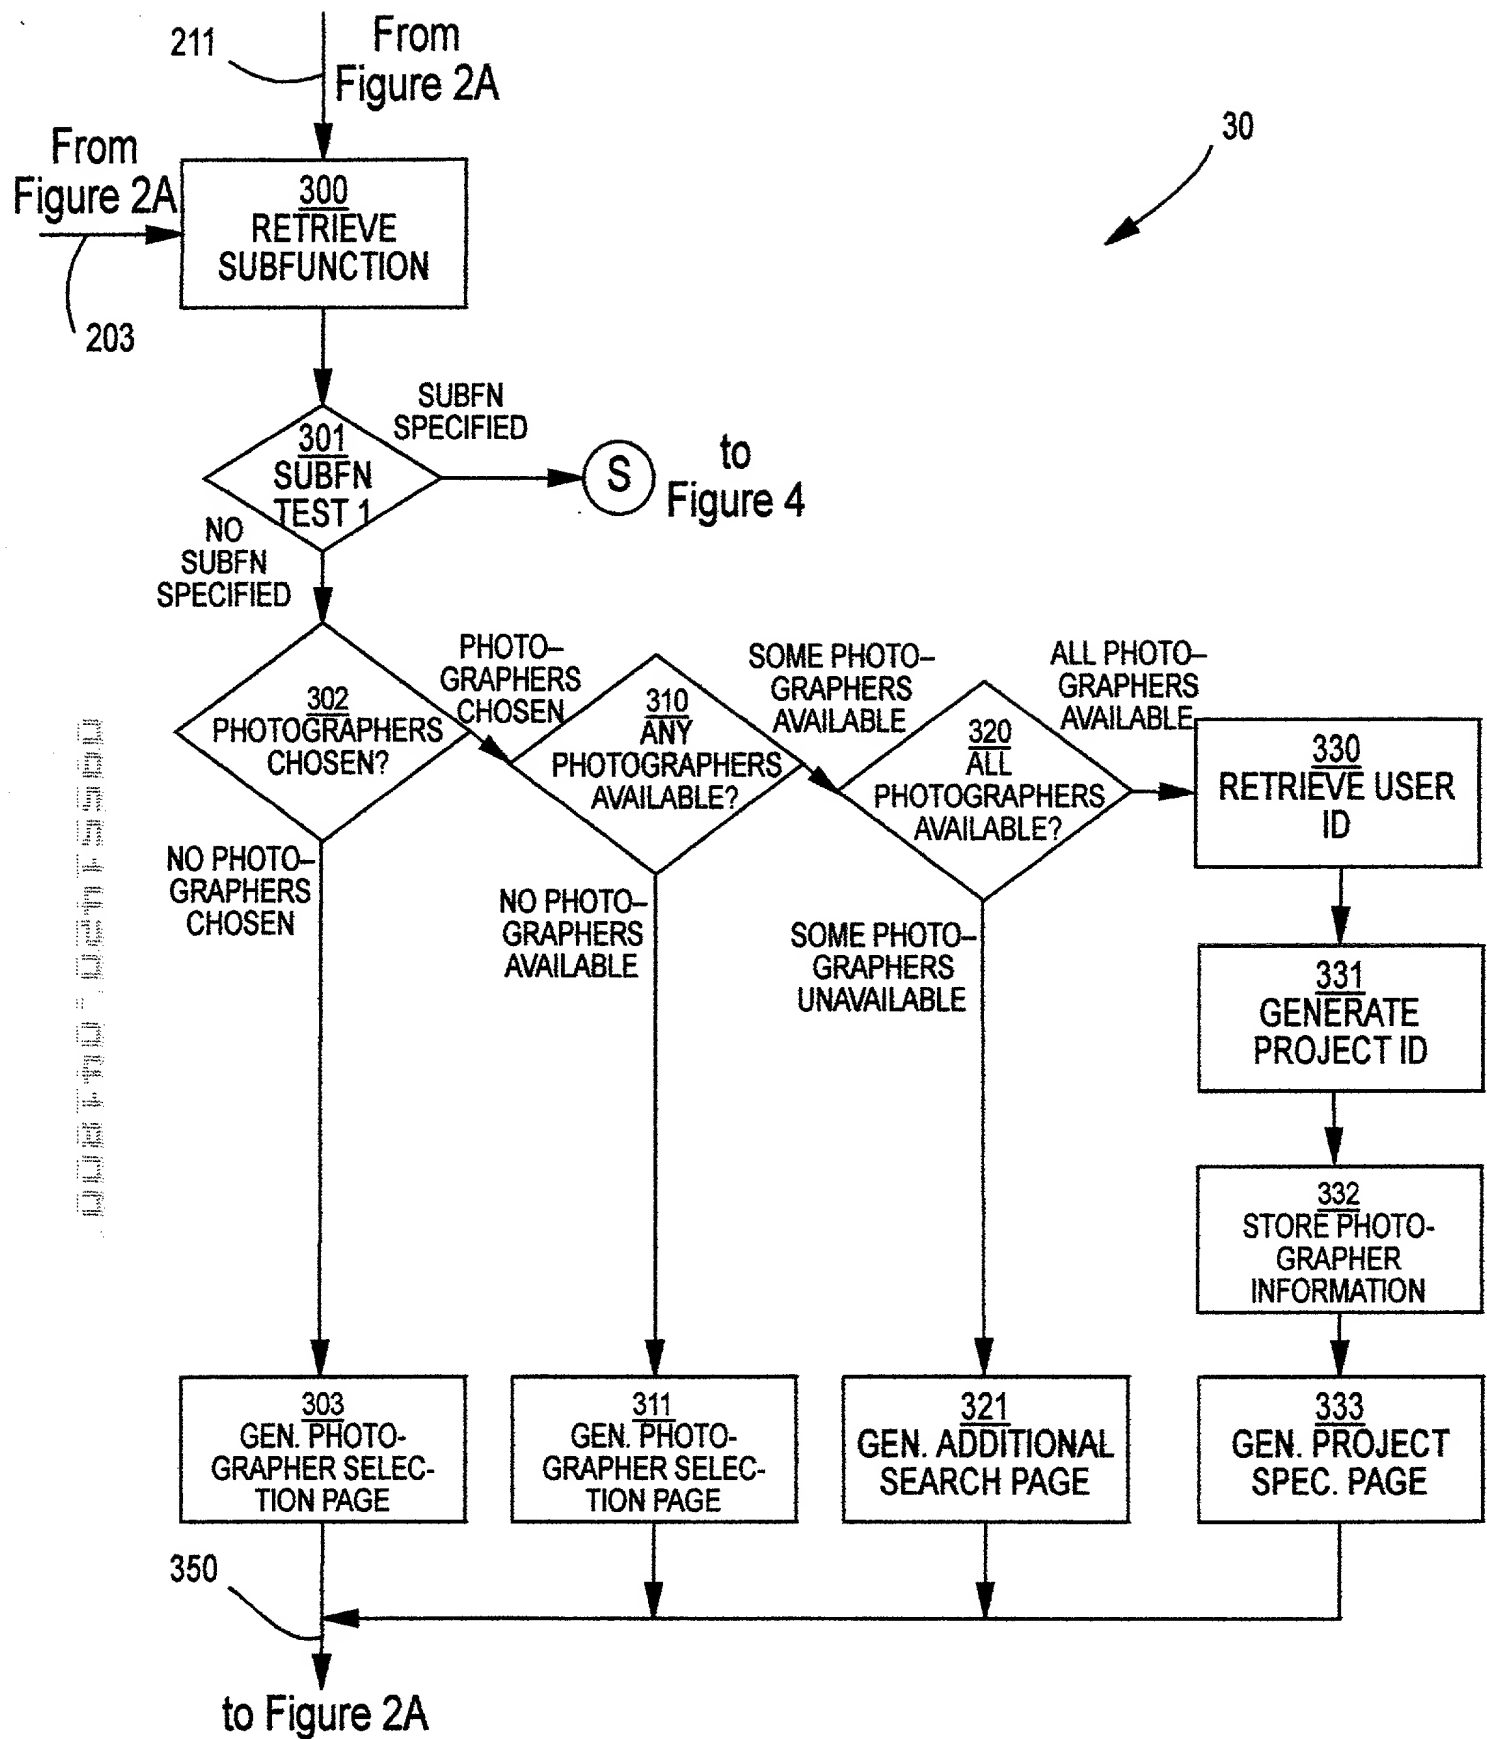 211
From
Figure 2A
30
From
Figure 2A
300
RETRIEVE
SUBFUNCTION
203
SUBFN
SPECIFIED
301
SUBFN
TEST 1
S
to
Figure 4
NO
SUBFN
SPECIFIED
302
PHOTOGRAPHERS
CHOSEN?
PHOTO–
GRAPHERS
CHOSEN
310
ANY
PHOTOGRAPHERS
AVAILABLE?
SOME PHOTO–
GRAPHERS
AVAILABLE
320
ALL
PHOTOGRAPHERS
AVAILABLE?
ALL PHOTO–
GRAPHERS
AVAILABLE
330
RETRIEVE USER
ID
NO PHOTO–
GRAPHERS
CHOSEN
NO PHOTO–
GRAPHERS
AVAILABLE
SOME PHOTO–
GRAPHERS
UNAVAILABLE
331
GENERATE
PROJECT ID
332
STORE PHOTO-
GRAPHER
INFORMATION
303
GEN. PHOTO-
GRAPHER SELEC-
TION PAGE
311
GEN. PHOTO-
GRAPHER SELEC-
TION PAGE
321
GEN. ADDITIONAL
SEARCH PAGE
333
GEN. PROJECT
SPEC. PAGE
350
to Figure 2A